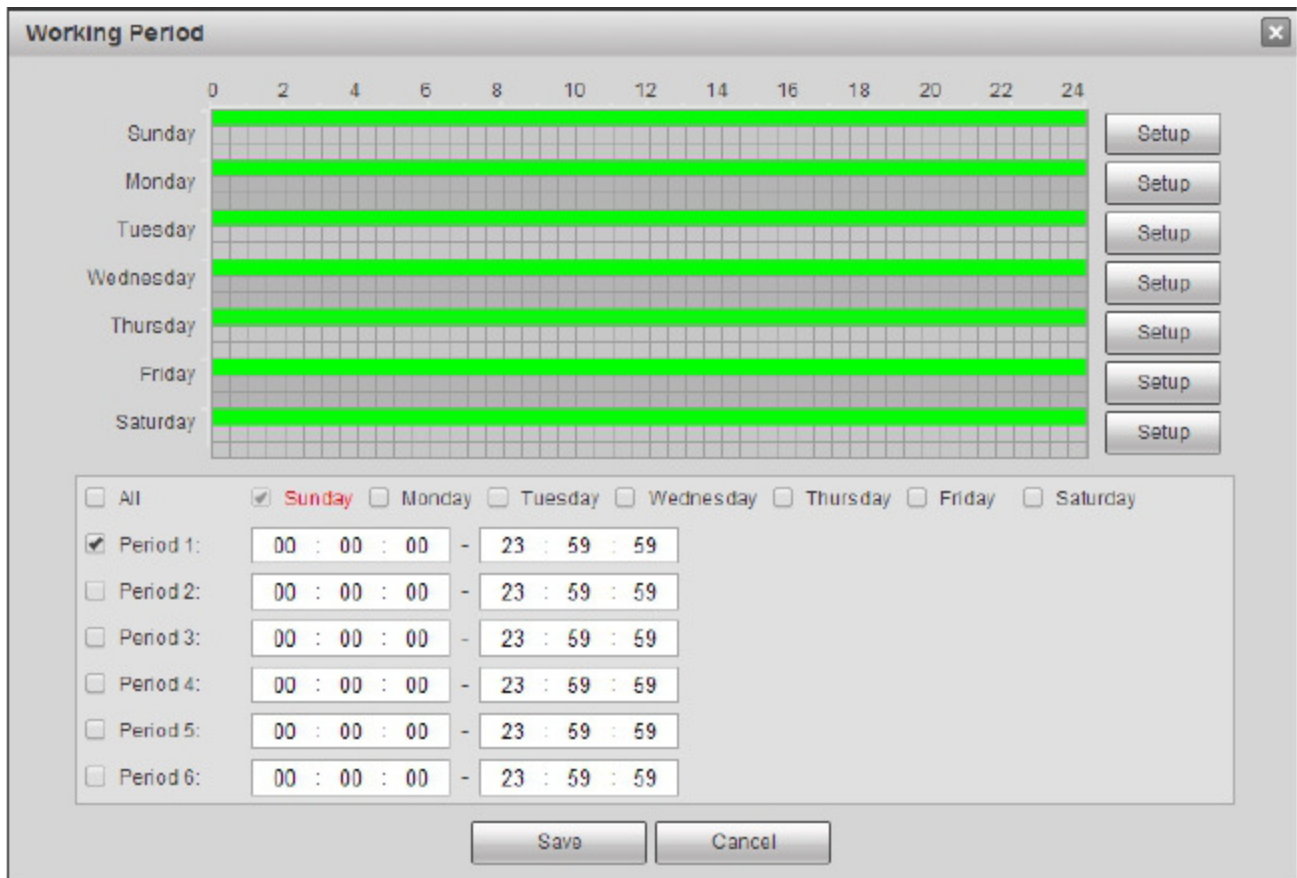 Working Period
0 2 4 6 8 10 12 14 16 18 20 22 24
Sunday Setup
Monday Setup
Tuesday Setup
Wednesday Setup
Thursday Setup
Friday Setup
Saturday Setup
All Sunday Monday Tuesday Wednesday Thursday Friday Saturday
Period 1: 00 : 00 : 00 - 23 : 59 : 59
Period 2: 00 : 00 : 00 - 23 : 59 : 59
Period 3: 00 : 00 : 00 - 23 : 59 : 59
Period 4: 00 : 00 : 00 - 23 : 59 : 59
Period 5: 00 : 00 : 00 - 23 : 59 : 59
Period 6: 00 : 00 : 00 - 23 : 59 : 59
Save Cancel